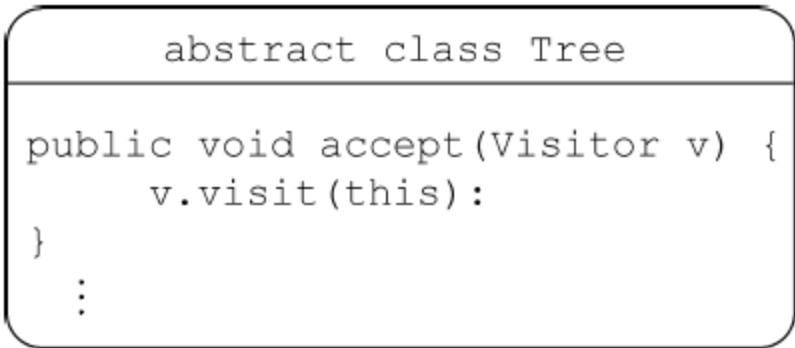 abstract class Tree
public void accept(Visitor v) {
v.visit(this):
}
⋮